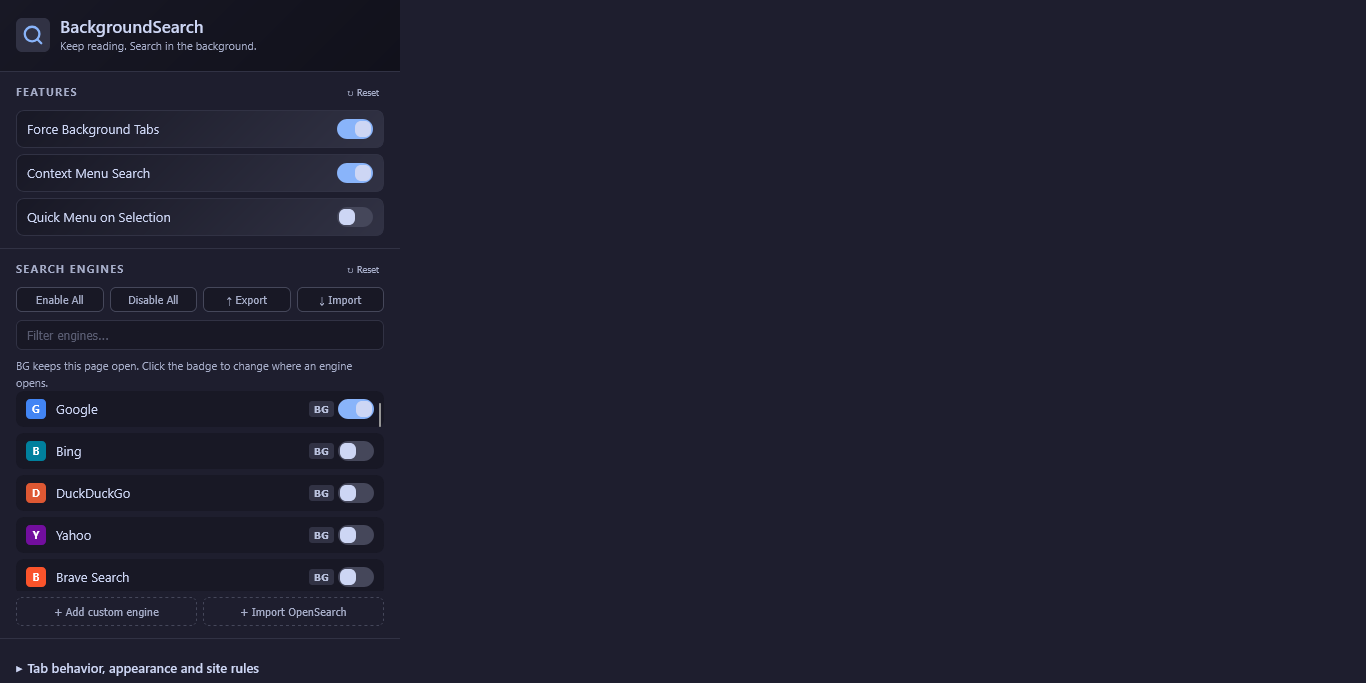 BackgroundSearch
Keep reading. Search in the background.
FEATURES
↻ Reset
Force Background Tabs
Context Menu Search
Quick Menu on Selection
SEARCH ENGINES
↻ Reset
Enable All
Disable All
↑ Export
↓ Import
Filter engines...
BG keeps this page open. Click the badge to change where an engine
opens.
G Google BG
B Bing BG
D DuckDuckGo BG
Y Yahoo BG
B Brave Search BG
+ Add custom engine
+ Import OpenSearch
▸ Tab behavior, appearance and site rules